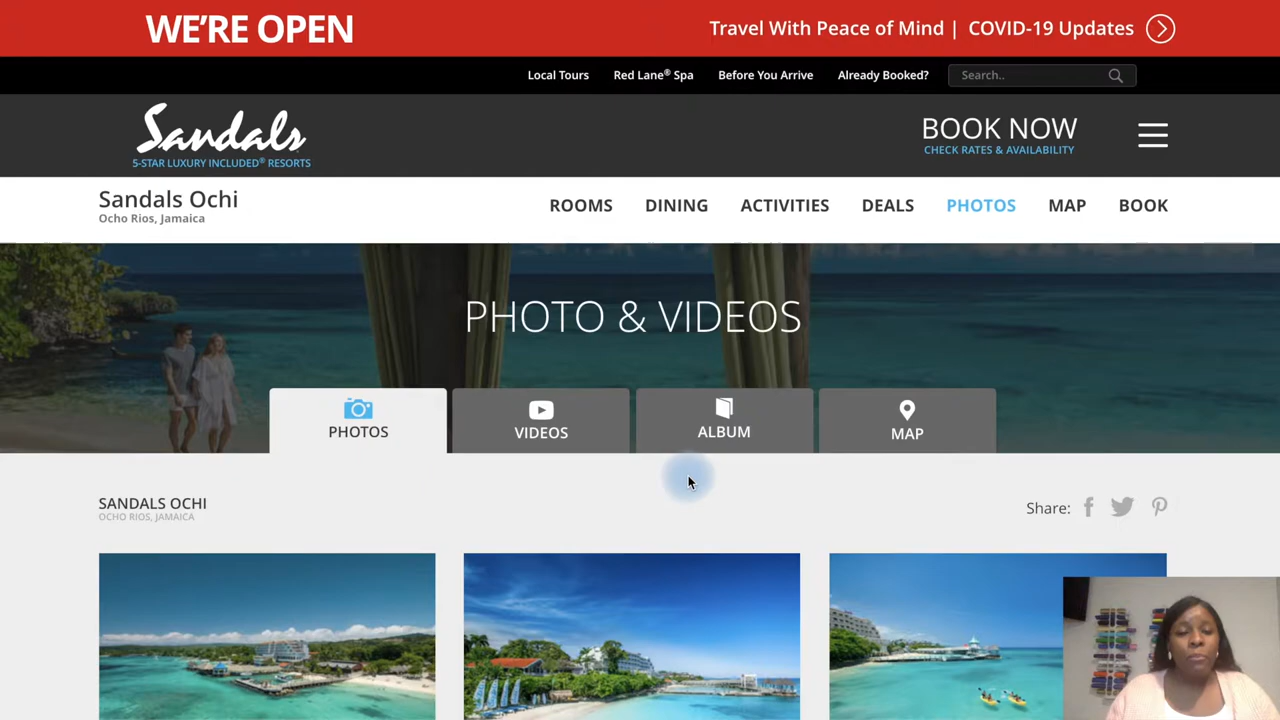 WE'RE OPEN
Travel With Peace of Mind | COVID-19 Updates
Local Tours
Red Lane® Spa
Before You Arrive
Already Booked?
Search..
Sandals
5-STAR LUXURY INCLUDED® RESORTS
BOOK NOW
CHECK RATES & AVAILABILITY
Sandals Ochi
Ocho Rios, Jamaica
ROOMS
DINING
ACTIVITIES
DEALS
PHOTOS
MAP
BOOK
PHOTO & VIDEOS
PHOTOS
VIDEOS
ALBUM
MAP
SANDALS OCHI
OCHO RIOS, JAMAICA
Share: